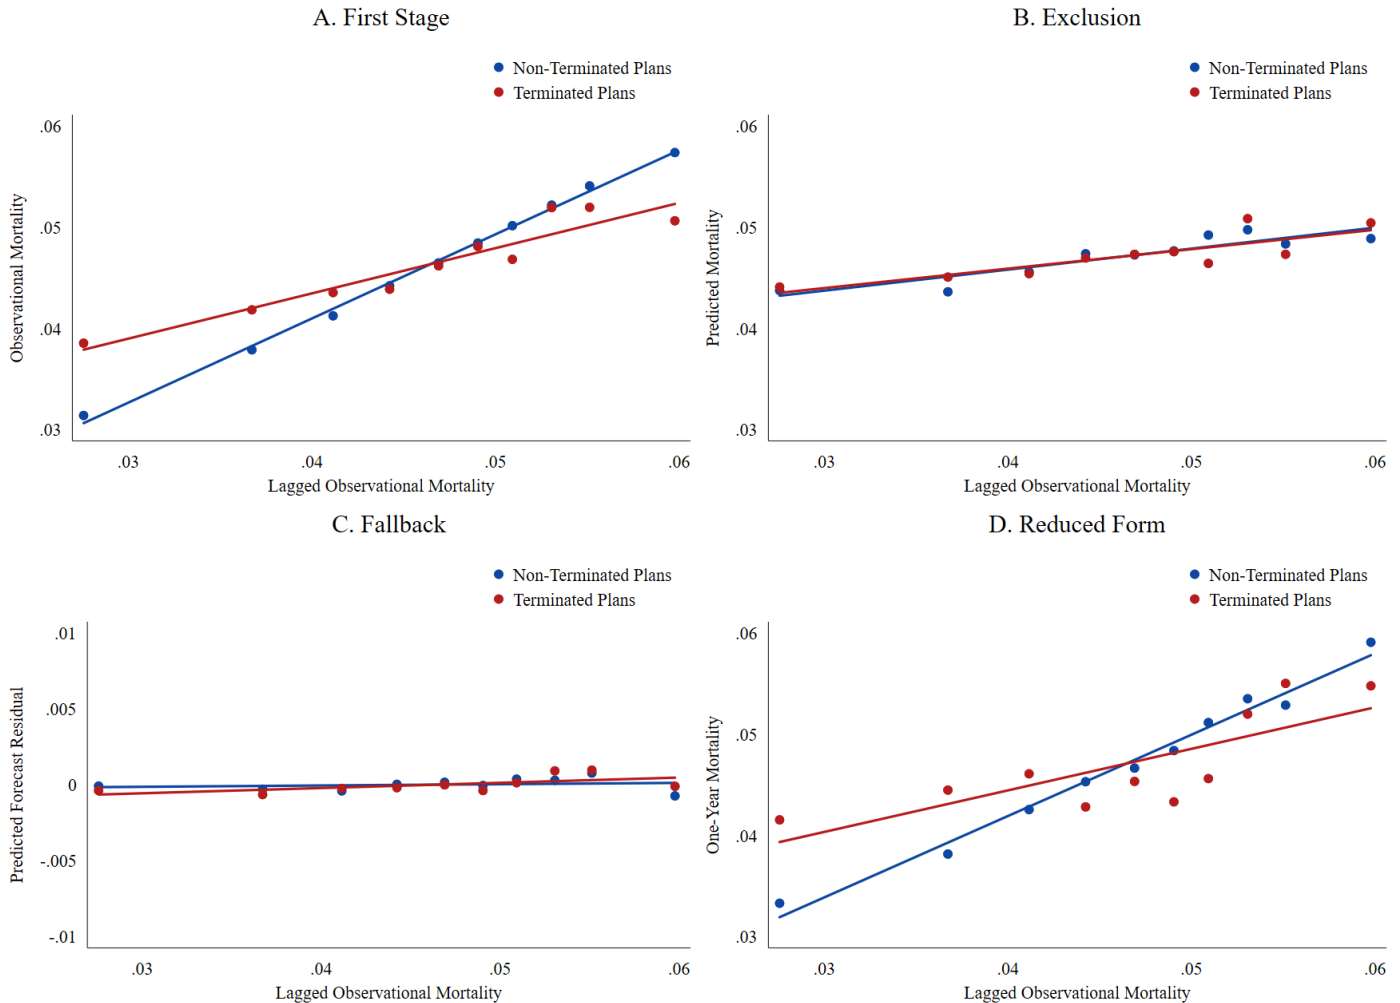 A. First Stage
Non-Terminated Plans
Terminated Plans
.06
.05
.04
.03
Observational Mortality
.03 .04 .05 .06
Lagged Observational Mortality
B. Exclusion
Non-Terminated Plans
Terminated Plans
.06
.05
.04
.03
Predicted Mortality
.03 .04 .05 .06
Lagged Observational Mortality
C. Fallback
Non-Terminated Plans
Terminated Plans
.01
.005
0
-.005
-.01
Predicted Forecast Residual
.03 .04 .05 .06
Lagged Observational Mortality
D. Reduced Form
Non-Terminated Plans
Terminated Plans
.06
.05
.04
.03
One-Year Mortality
.03 .04 .05 .06
Lagged Observational Mortality